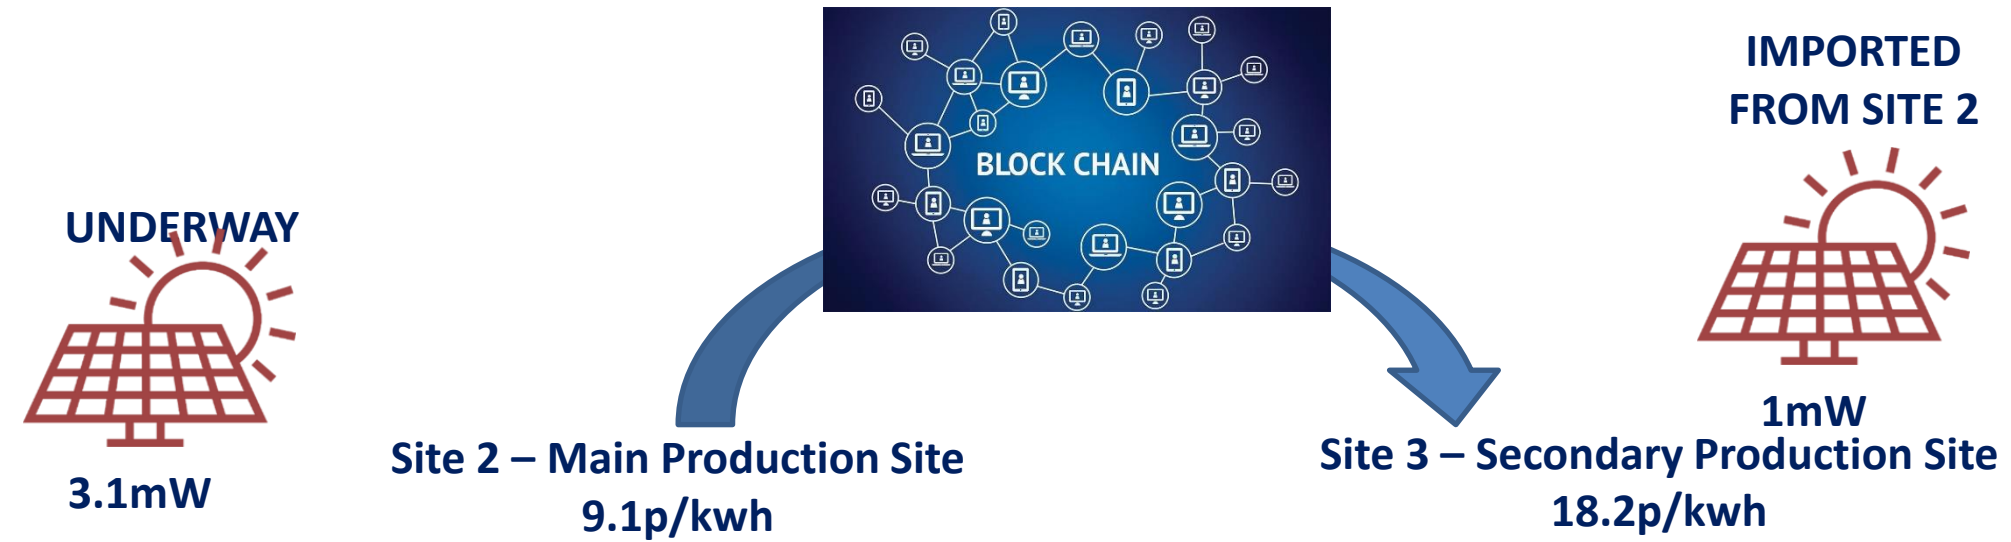 UNDERWAY
3.1mW
Site 2 – Main Production Site
9.1p/kwh
BLOCK CHAIN
IMPORTED
FROM SITE 2
1mW
Site 3 – Secondary Production Site
18.2p/kwh